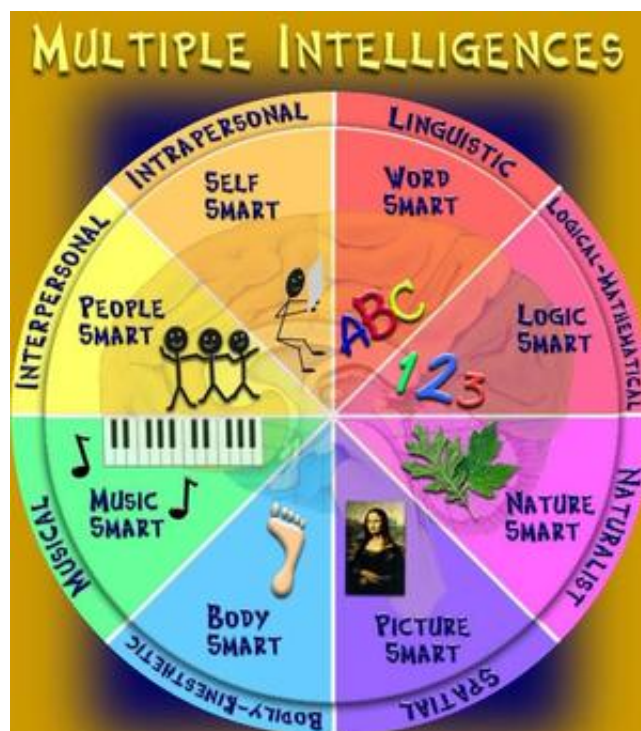 MULTIPLE INTELLIGENCES
INTRAPERSONAL
SELF
SMART
LINGUISTIC
WORD
SMART
LOGICAL-MATHEMATICAL
LOGIC
SMART
INTERPERSONAL
PEOPLE
SMART
ABC
123
MUSICAL
MUSIC
SMART
NATURALIST
NATURE
SMART
BODILY-KINESTHETIC
BODY
SMART
SPATIAL
PICTURE
SMART